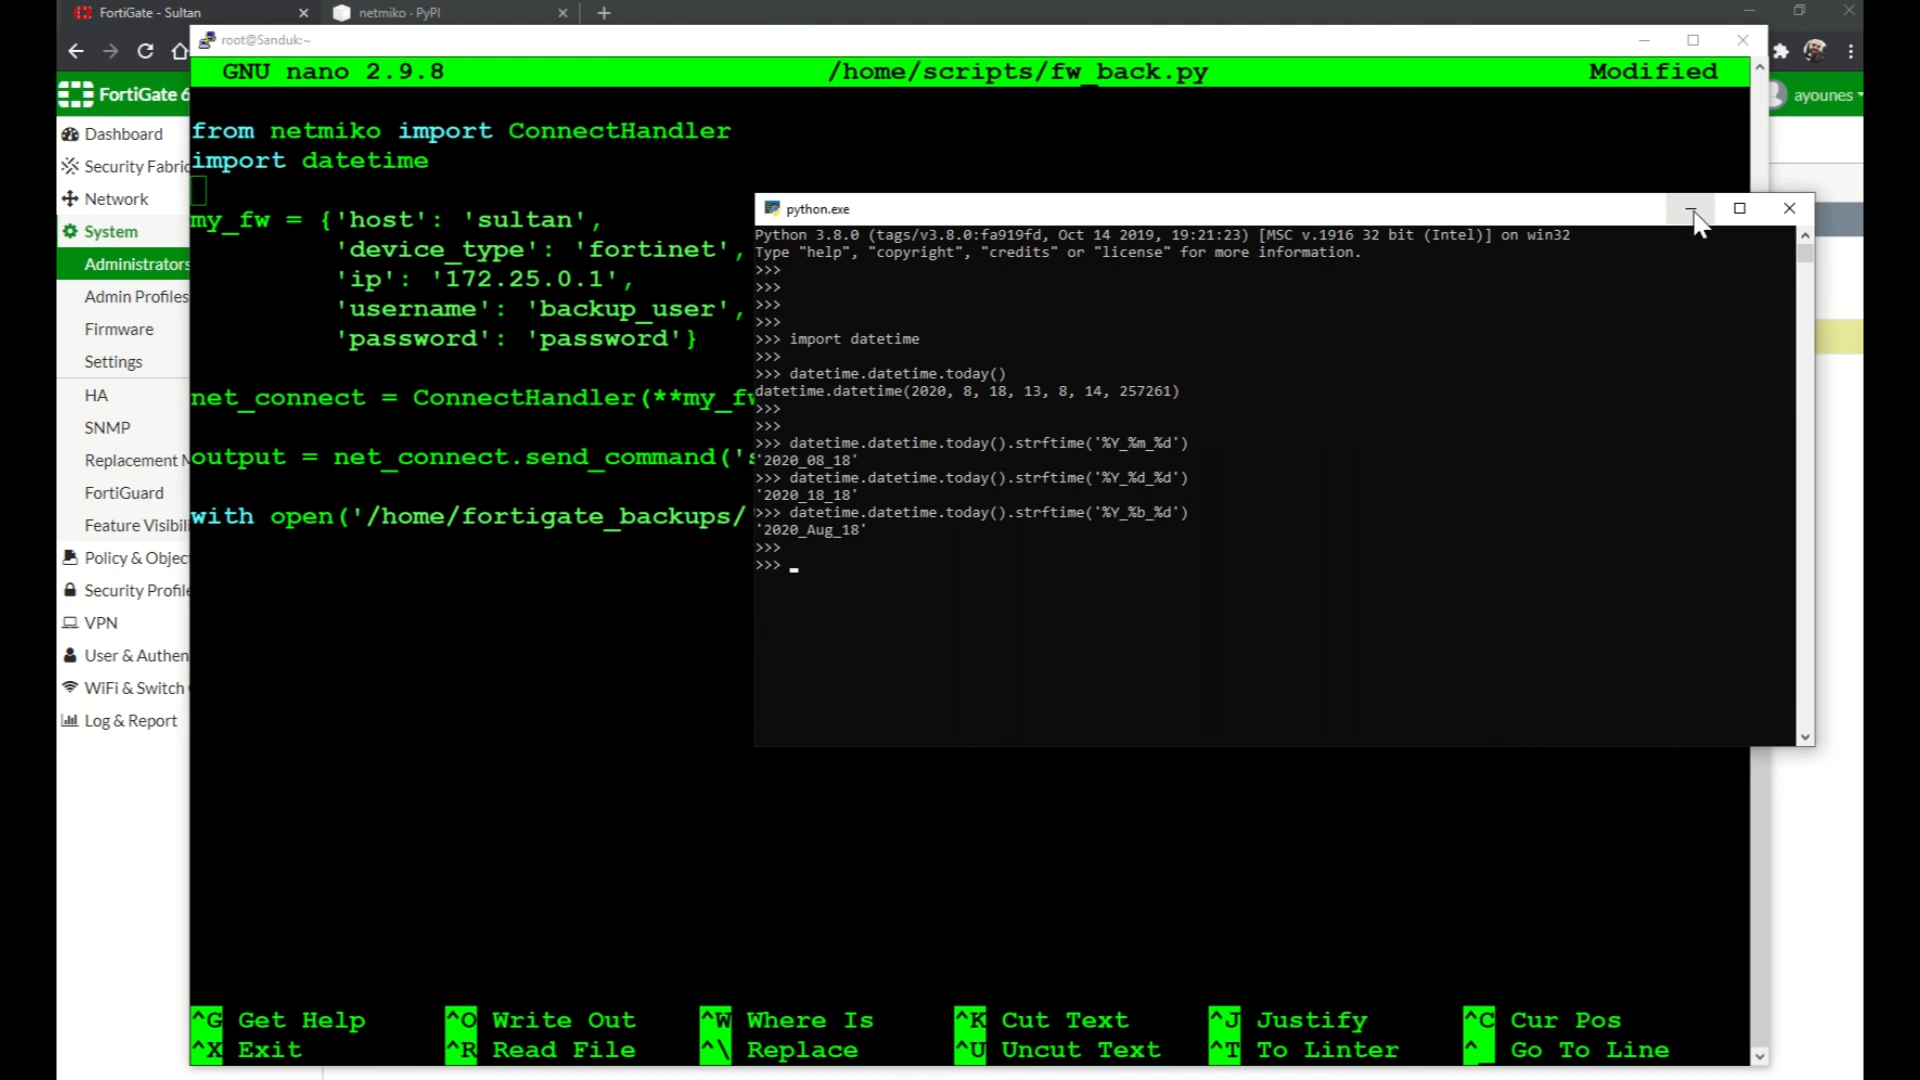 FortiGate - Sultan
netmiko · PyPI
root@Sanduk:~
GNU nano 2.9.8 /home/scripts/fw_back.py Modified
FortiGate 6
ayounes
Dashboard
Security Fabric
Network
System
Administrators
Admin Profiles
Firmware
Settings
HA
SNMP
Replacement M
FortiGuard
Feature Visibili
Policy & Objec
Security Profile
VPN
User & Authen
WiFi & Switch
Log & Report
from netmiko import ConnectHandler
import datetime
my_fw = {'host': 'sultan',
'device_type': 'fortinet',
'ip': '172.25.0.1',
'username': 'backup_user',
'password': 'password'}
net_connect = ConnectHandler(**my_fw
output = net_connect.send_command('s
with open('/home/fortigate_backups/
python.exe
Python 3.8.0 (tags/v3.8.0:fa919fd, Oct 14 2019, 19:21:23) [MSC v.1916 32 bit (Intel)] on win32
Type "help", "copyright", "credits" or "license" for more information.
>>>
>>>
>>>
>>>
>>> import datetime
>>>
>>> datetime.datetime.today()
datetime.datetime(2020, 8, 18, 13, 8, 14, 257261)
>>>
>>>
>>> datetime.datetime.today().strftime('%Y_%m_%d')
'2020_08_18'
>>> datetime.datetime.today().strftime('%Y_%d_%d')
'2020_18_18'
>>> datetime.datetime.today().strftime('%Y_%b_%d')
'2020_Aug_18'
>>>
>>>
^G Get Help ^O Write Out ^W Where Is ^K Cut Text ^J Justify ^C Cur Pos
^X Exit ^R Read File ^\ Replace ^U Uncut Text ^T To Linter ^_ Go To Line